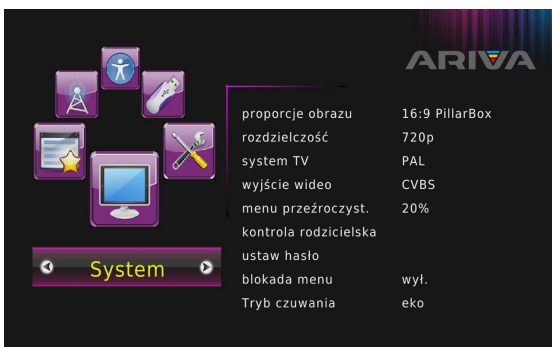 ARIVA
proporcje obrazu 16:9 PillarBox
rozdzielczość 720p
system TV PAL
wyjście wideo CVBS
menu przeźroczyst. 20%
kontrola rodzicielska
ustaw hasło
blokada menu wył.
Tryb czuwania eko
System